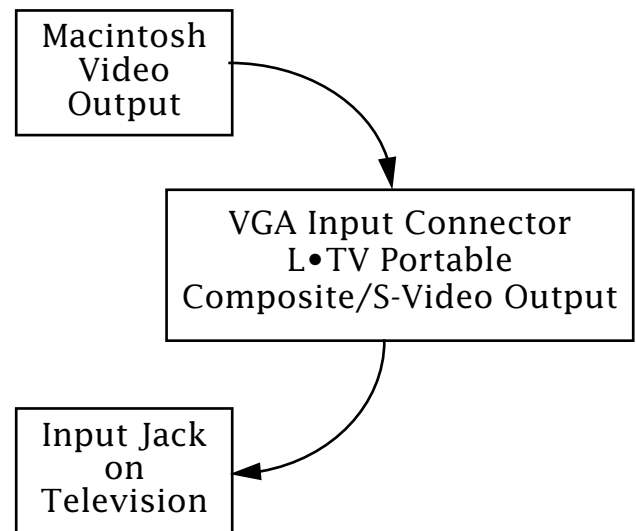 Macintosh
Video
Output
VGA Input Connector
L•TV Portable
Composite/S-Video Output
Input Jack
on
Television